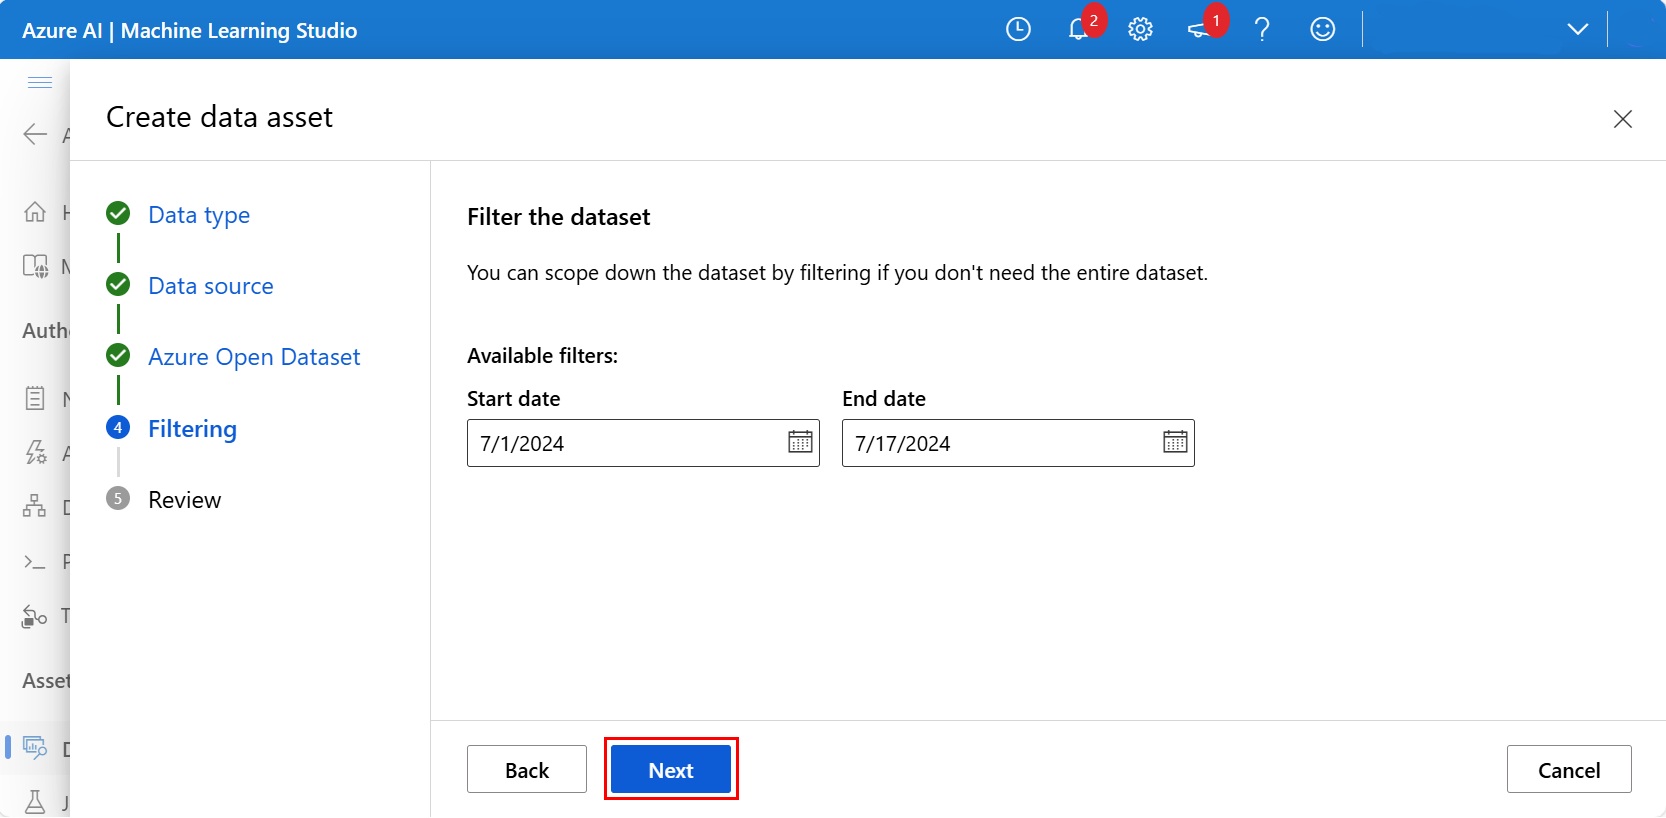 Azure AI | Machine Learning Studio
2
1
Create data asset
Data type
Data source
Azure Open Dataset
4 Filtering
5 Review
Filter the dataset
You can scope down the dataset by filtering if you don't need the entire dataset.
Available filters:
Start date
End date
7/1/2024
7/17/2024
Back
Next
Cancel